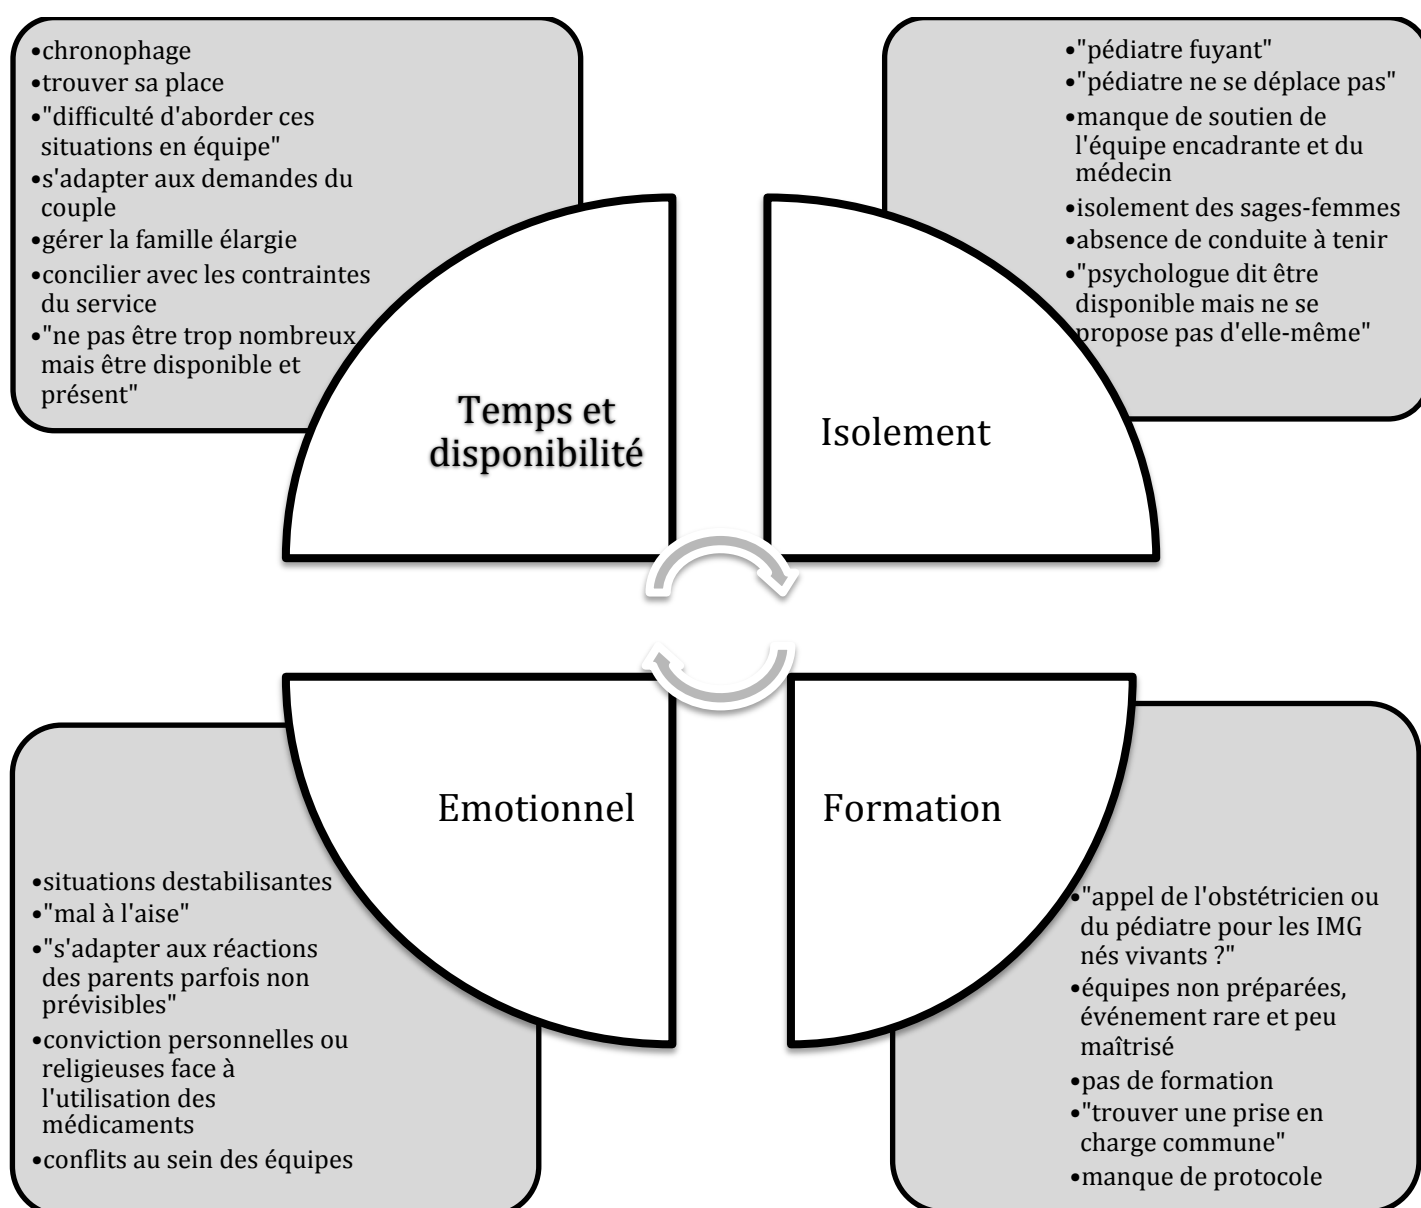 •chronophage
•trouver sa place
•"difficulté d'aborder ces
situations en équipe"
•s'adapter aux demandes du
couple
•gérer la famille élargie
•concilier avec les contraintes
du service
•"ne pas être trop nombreux
mais être disponible et
présent"
Temps et
disponibilité
•"pédiatre fuyant"
•"pédiatre ne se déplace pas"
•manque de soutien de
l'équipe encadrante et du
médecin
•isolement des sages-femmes
•absence de conduite à tenir
•"psychologue dit être
disponible mais ne se
propose pas d'elle-même"
Isolement
Emotionnel
•situations destabilisantes
•"mal à l'aise"
•"s'adapter aux réactions
des parents parfois non
prévisibles"
•conviction personnelles ou
religieuses face à
l'utilisation des
médicaments
•conflits au sein des équipes
Formation
•"appel de l'obstétricien ou
du pédiatre pour les IMG
nés vivants ?"
•équipes non préparées,
événement rare et peu
maîtrisé
•pas de formation
•"trouver une prise en
charge commune"
•manque de protocole